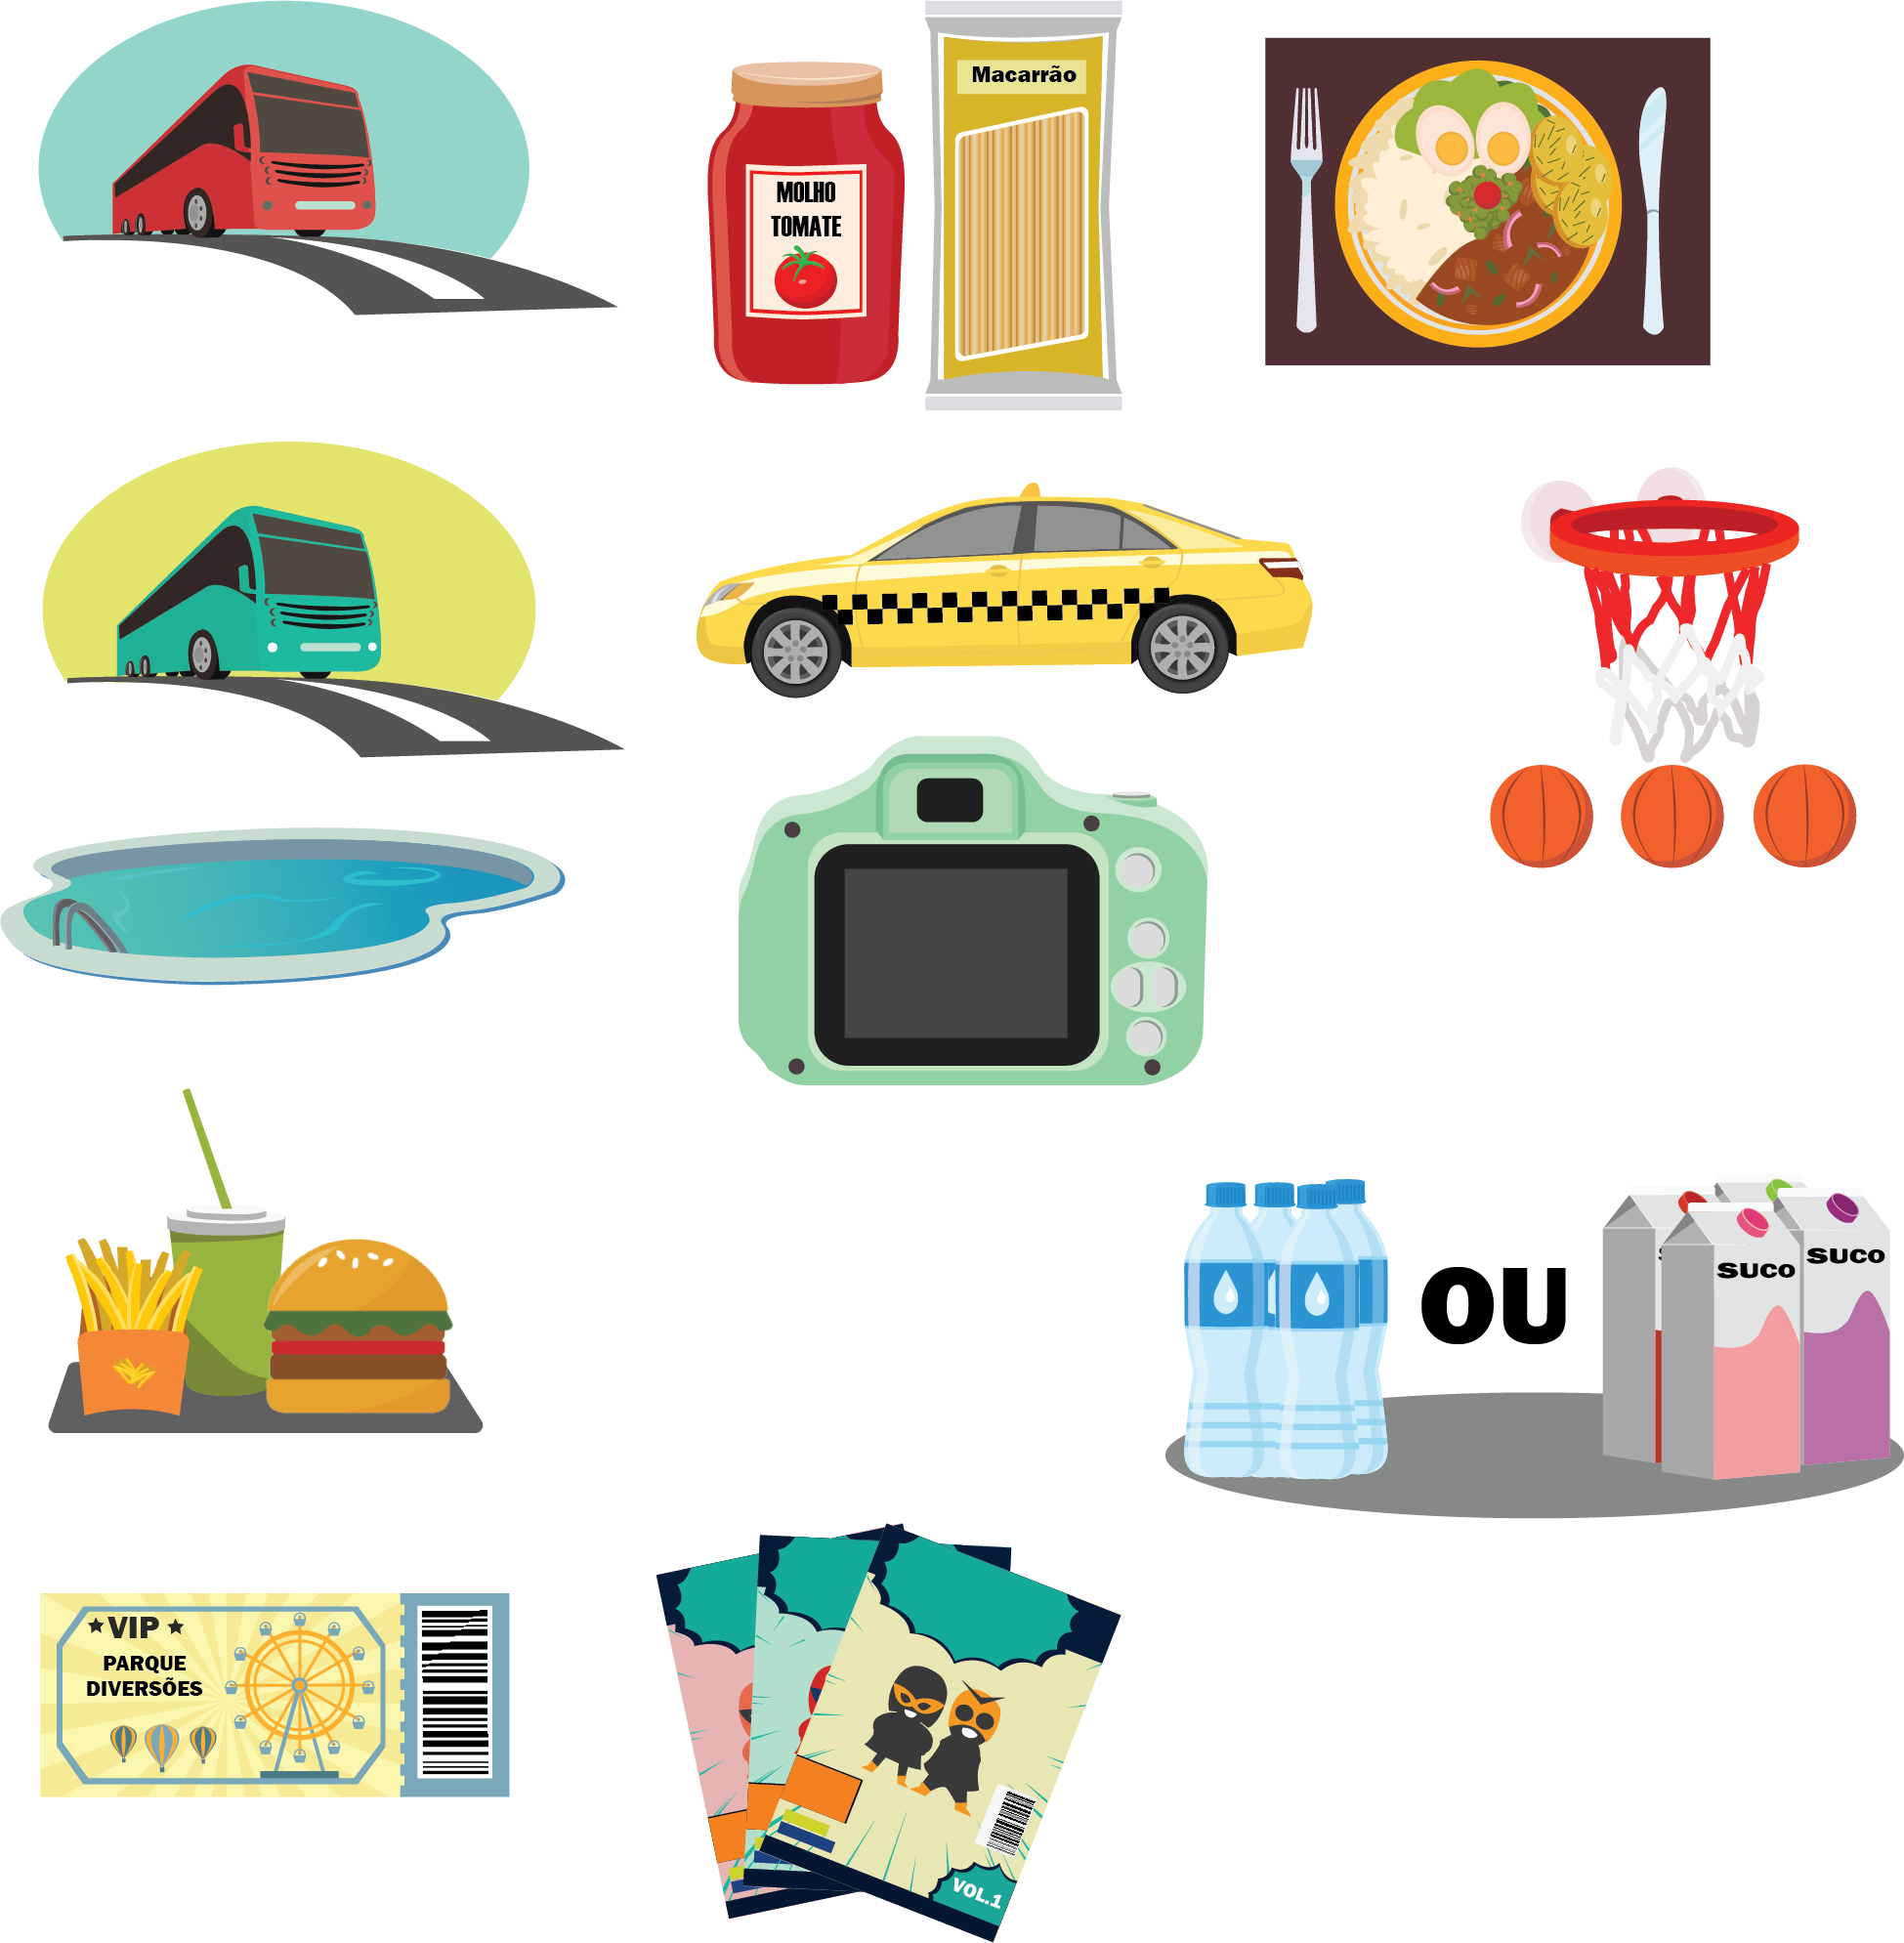 Macarrão
MOLHO
TOMATE
OU
suco
suco
VIP
PARQUE
DIVERSÕES
VOL.1